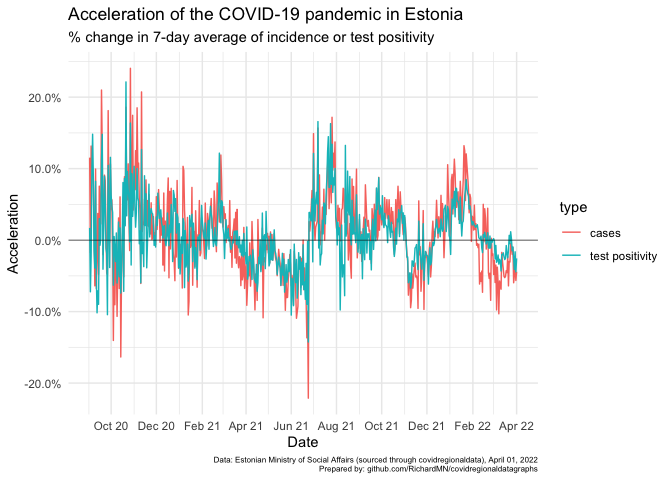 Acceleration of the COVID-19 pandemic in Estonia
% change in 7-day average of incidence or test positivity
20.0%
10.0%
0.0%
-10.0%
-20.0%
Acceleration
Oct 20 Dec 20 Feb 21 Apr 21 Jun 21 Aug 21 Oct 21 Dec 21 Feb 22 Apr 22
Date
type
cases
test positivity
Data: Estonian Ministry of Social Affairs (sourced through covidregionaldata), April 01, 2022
Prepared by: github.com/RichardMN/covidregionaldatagraphs